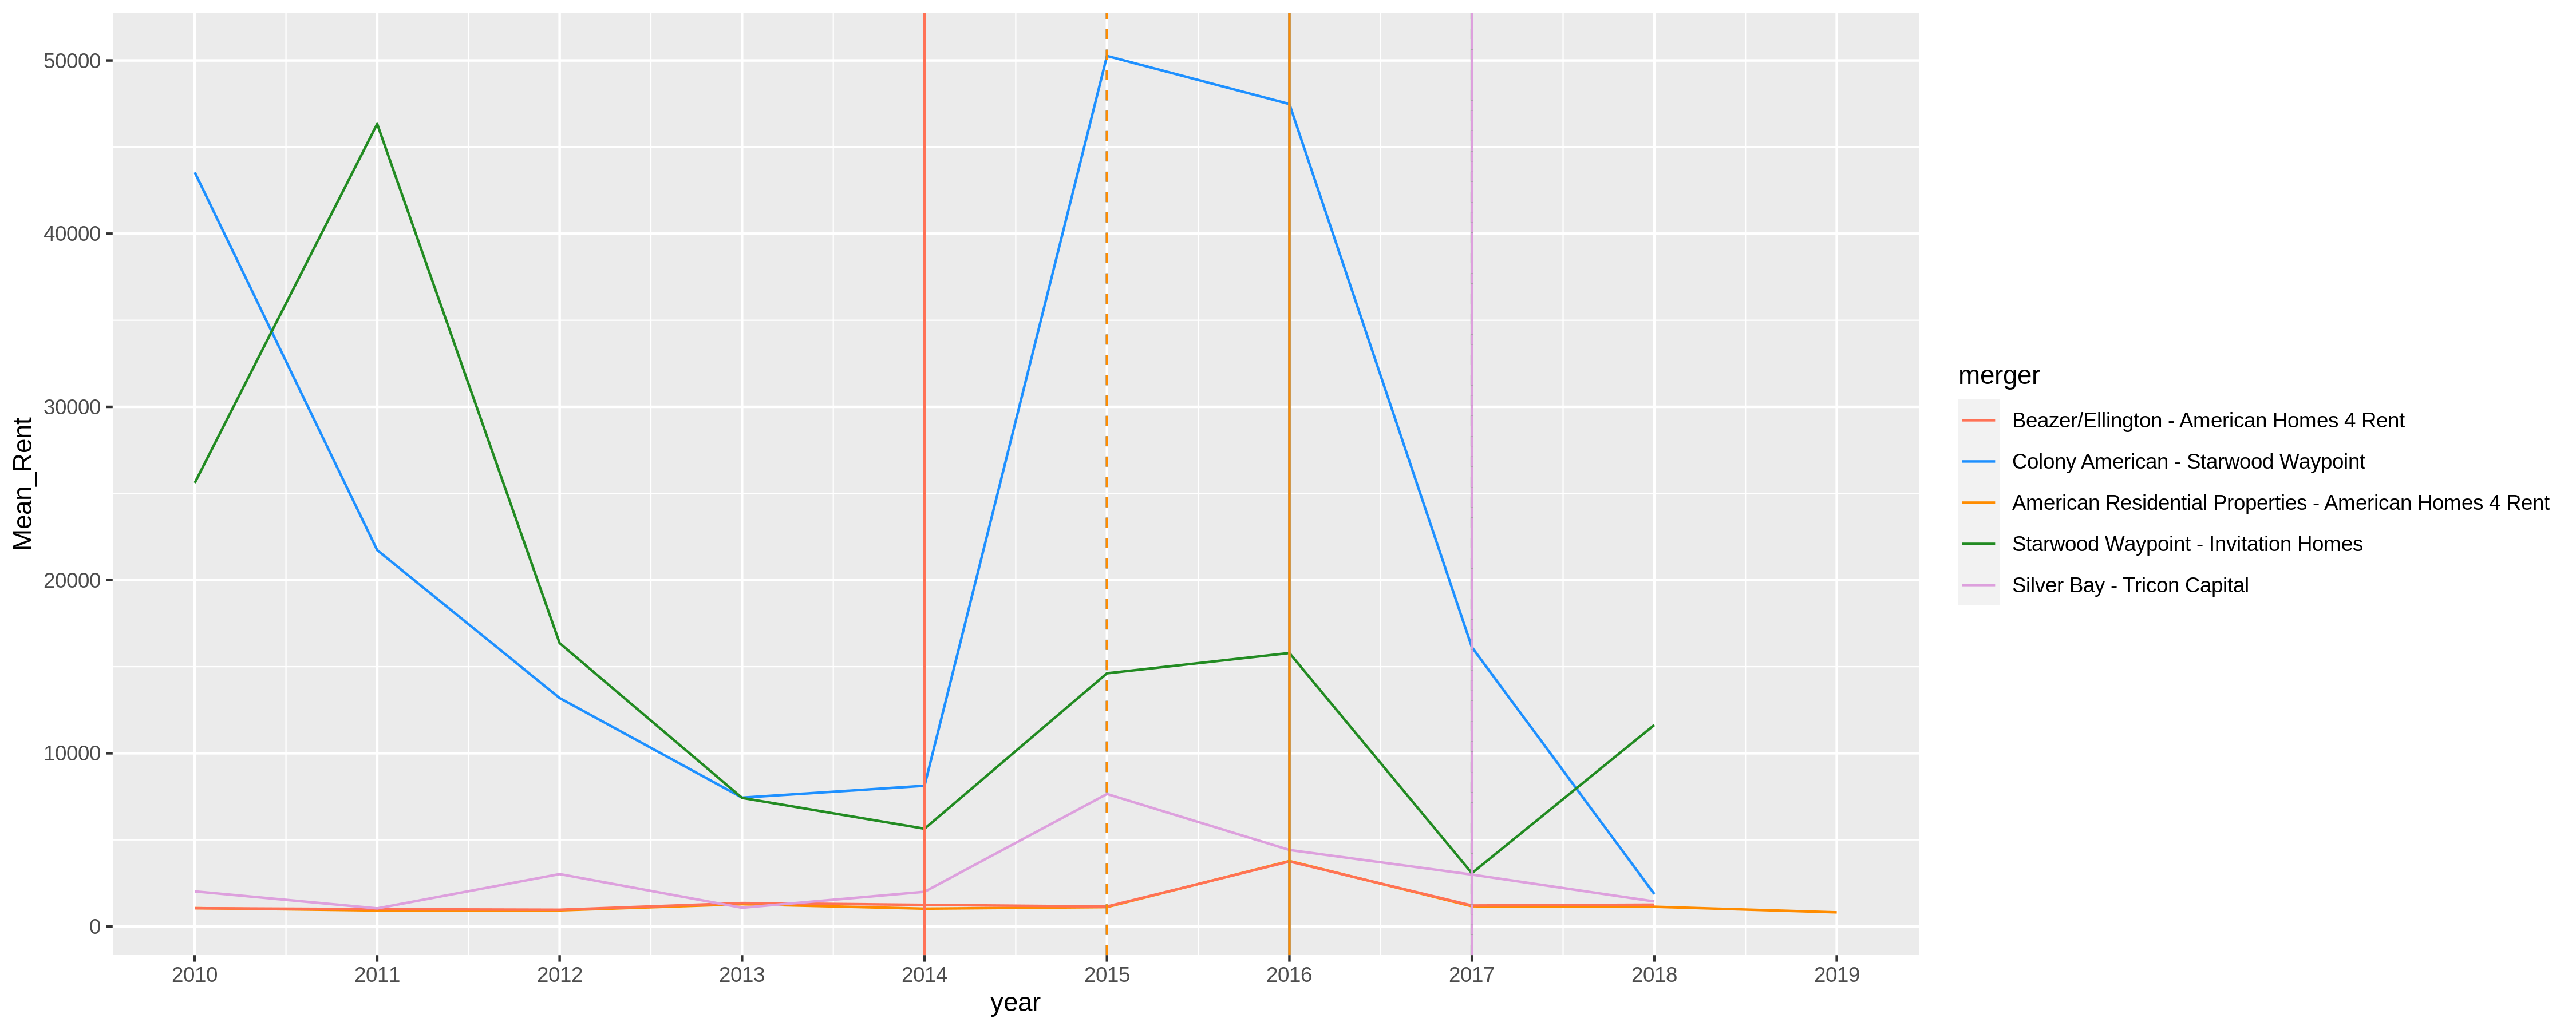 50000
40000
30000
20000
10000
0
Mean_Rent
2010 2011 2012 2013 2014 2015 2016 2017 2018 2019
year
merger
Beazer/Ellington - American Homes 4 Rent
Colony American - Starwood Waypoint
American Residential Properties - American Homes 4 Rent
Starwood Waypoint - Invitation Homes
Silver Bay - Tricon Capital